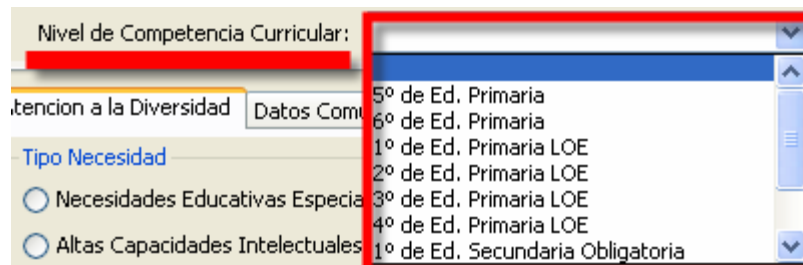 Nivel de Competencia Curricular:
5º de Ed. Primaria
6º de Ed. Primaria
1º de Ed. Primaria LOE
2º de Ed. Primaria LOE
3º de Ed. Primaria LOE
4º de Ed. Primaria LOE
1º de Ed. Secundaria Obligatoria
tencion a la Diversidad
Datos Comu
Tipo Necesidad
Necesidades Educativas Especia
Altas Capacidades Intelectuales